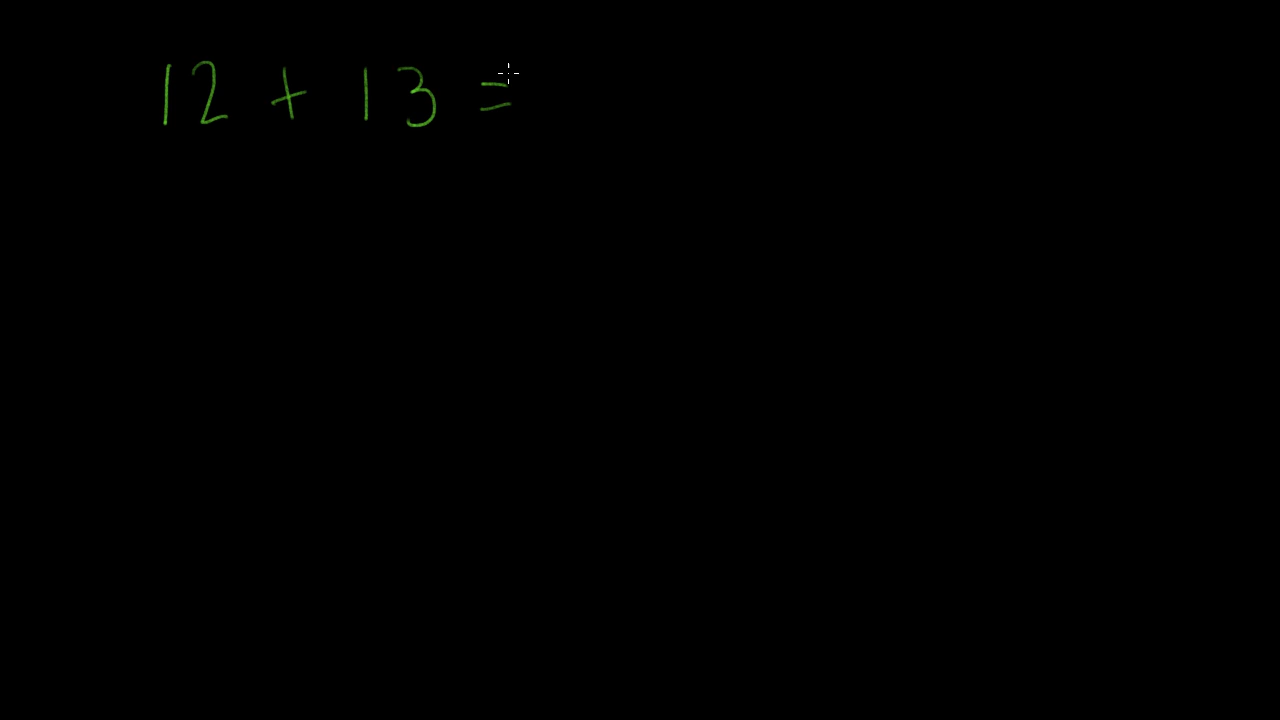 12 + 13 =